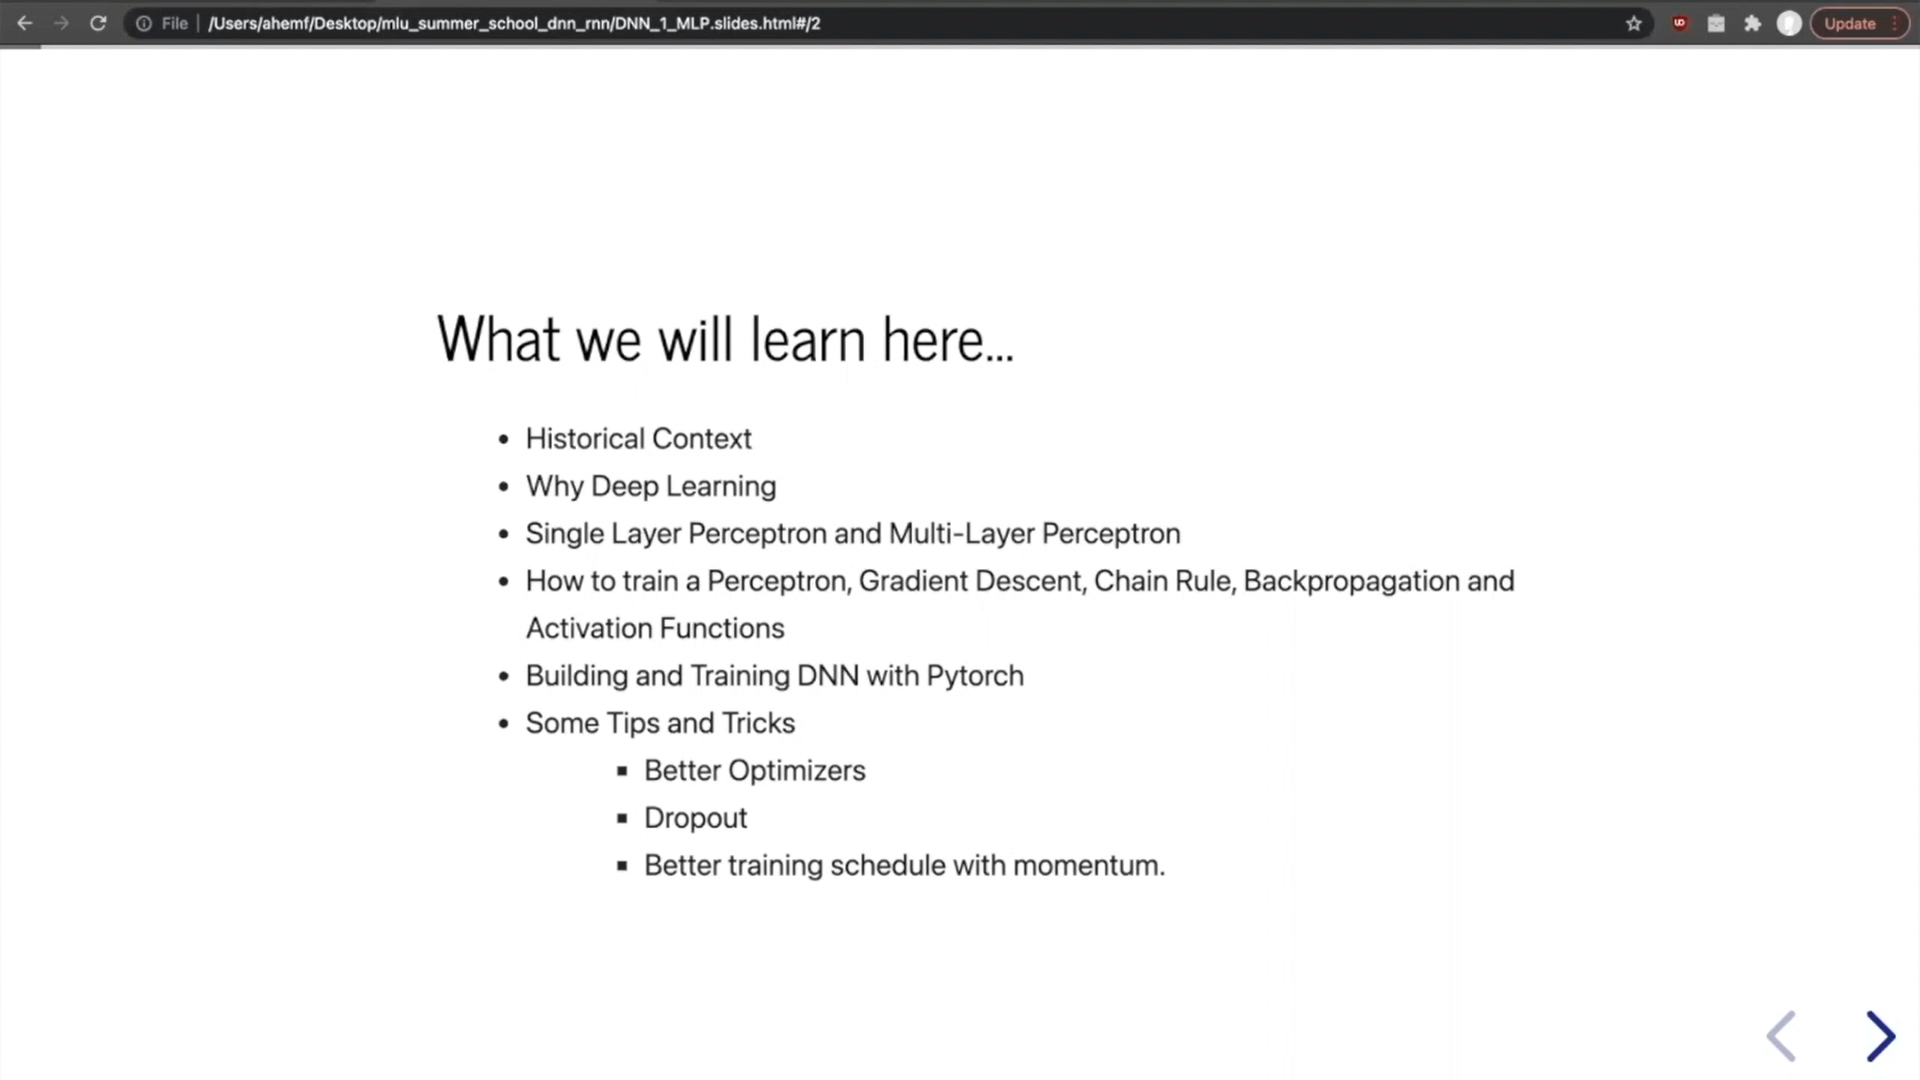 File /Users/ahemf/Desktop/mlu_summer_school_dnn_rnn/DNN_1_MLP.slides.html#/2
Update
What we will learn here...
Historical Context
Why Deep Learning
Single Layer Perceptron and Multi-Layer Perceptron
How to train a Perceptron, Gradient Descent, Chain Rule, Backpropagation and
Activation Functions
Building and Training DNN with Pytorch
Some Tips and Tricks
Better Optimizers
Dropout
Better training schedule with momentum.